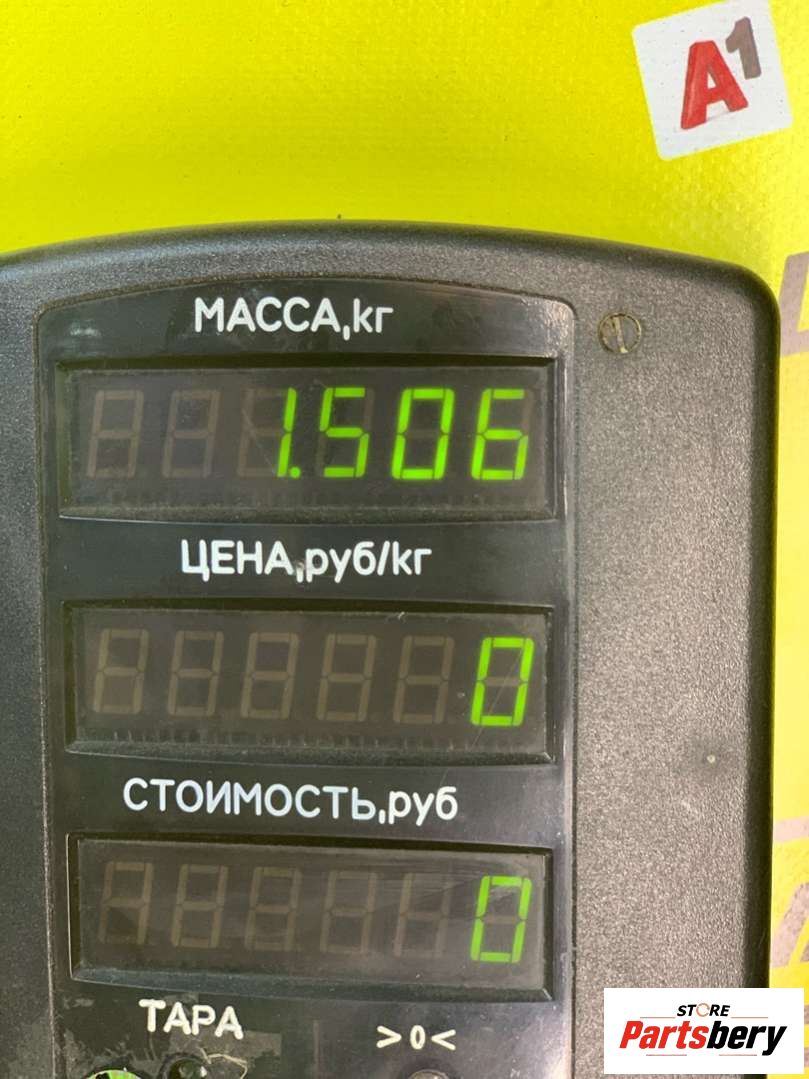 A1
МАССА,кг
1.506
ЦЕНА,руб/кг
0
СТОИМОСТЬ,руб
0
ТАРА
>0<
STORE
Partsbery